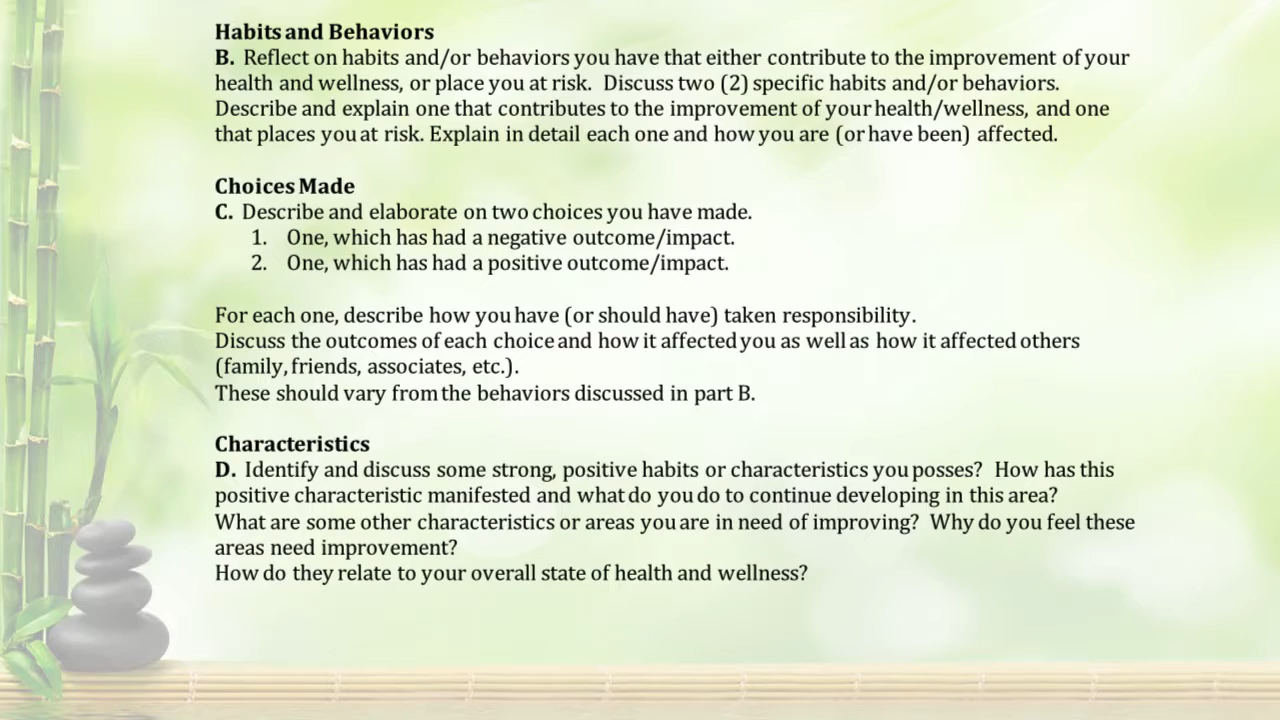 Habits and Behaviors
B. Reflect on habits and/or behaviors you have that either contribute to the improvement of your
health and wellness, or place you at risk. Discuss two (2) specific habits and/or behaviors.
Describe and explain one that contributes to the improvement of your health/wellness, and one
that places you at risk. Explain in detail each one and how you are (or have been) affected.
Choices Made
C. Describe and elaborate on two choices you have made.
1. One, which has had a negative outcome/impact.
2. One, which has had a positive outcome/impact.
For each one, describe how you have (or should have) taken responsibility.
Discuss the outcomes of each choice and how it affected you as well as how it affected others
(family, friends, associates, etc.).
These should vary from the behaviors discussed in part B.
Characteristics
D. Identify and discuss some strong, positive habits or characteristics you posses? How has this
positive characteristic manifested and what do you do to continue developing in this area?
What are some other characteristics or areas you are in need of improving? Why do you feel these
areas need improvement?
How do they relate to your overall state of health and wellness?